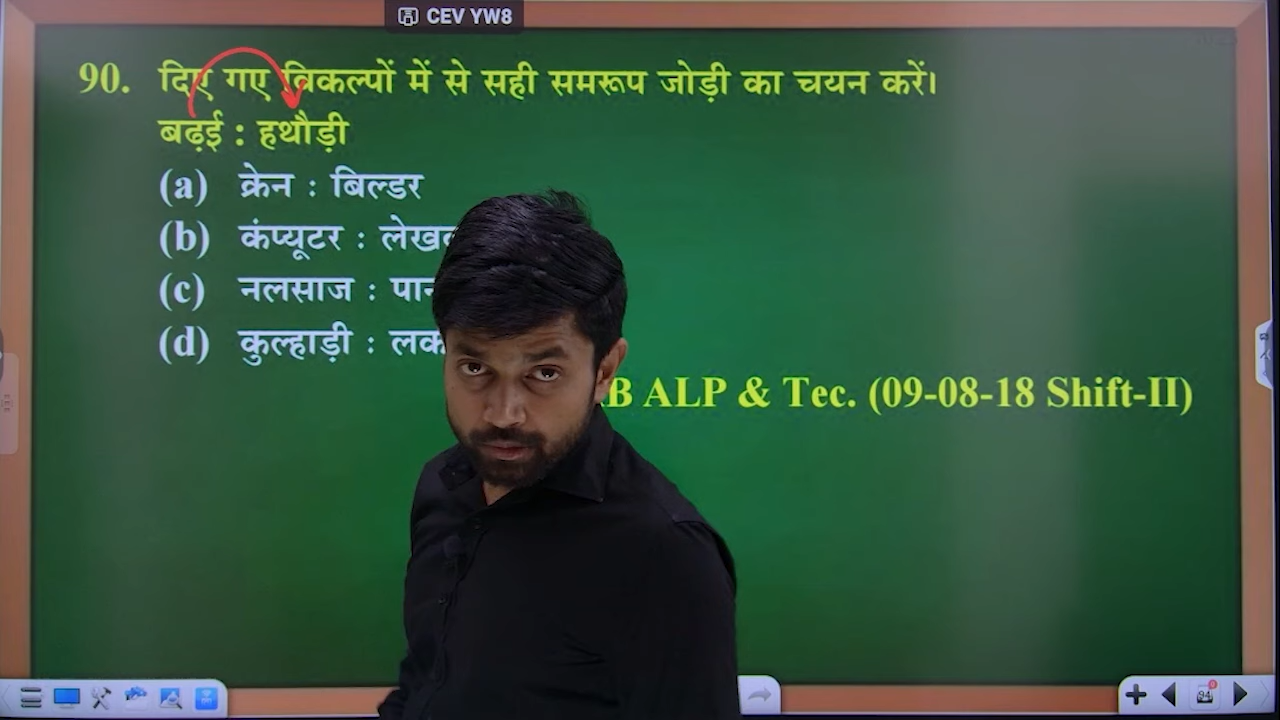 CEV YW8
90. दिए गए विकल्पों में से सही समरूप जोड़ी का चयन करें।
बढ़ई : हथौड़ी
(a) क्रेन : बिल्डर
(b) कंप्यूटर :
(c) नलसाज :
(d) कुल्हाड़ी :
ALP & Tec. (09-08-18 Shift-II)